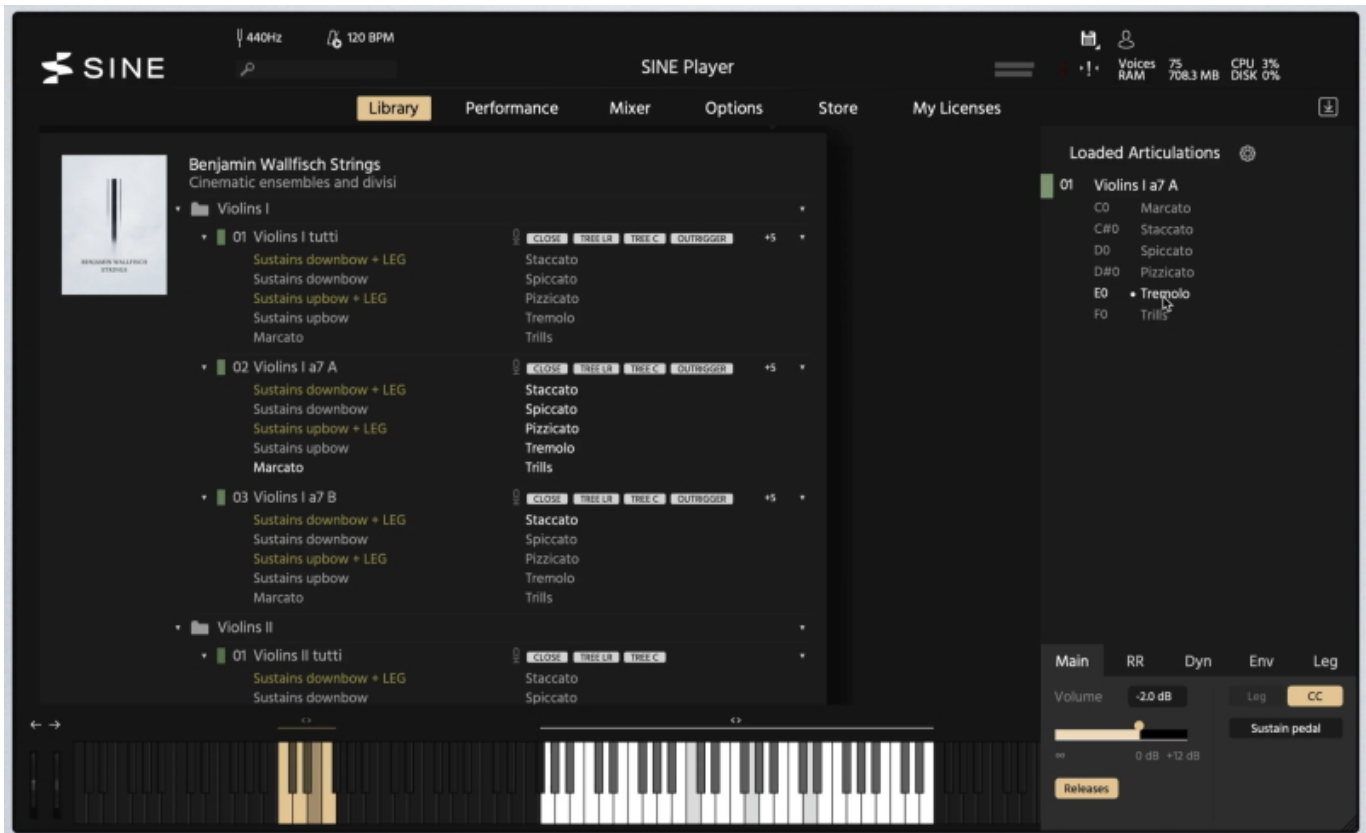 440Hz 120 BPM
SINE
SINE Player
Voices 75 CPU 3%
RAM 708.3 MB DISK 0%
Library Performance Mixer Options Store My Licenses
Benjamin Wallfisch Strings
Cinematic ensembles and divisi
BENJAMIN WALLFISCH
STRINGS
Violins I
01 Violins I tutti CLOSE TREE LR TREE C OUTRIGGER +5
Sustains downbow + LEG Staccato
Sustains downbow Spiccato
Sustains upbow + LEG Pizzicato
Sustains upbow Tremolo
Marcato Trills
02 Violins I a7 A CLOSE TREE LR TREE C OUTRIGGER +5
Sustains downbow + LEG Staccato
Sustains downbow Spiccato
Sustains upbow + LEG Pizzicato
Sustains upbow Tremolo
Marcato Trills
03 Violins I a7 B CLOSE TREE LR TREE C OUTRIGGER +5
Sustains downbow + LEG Staccato
Sustains downbow Spiccato
Sustains upbow + LEG Pizzicato
Sustains upbow Tremolo
Marcato Trills
Violins II
01 Violins II tutti CLOSE TREE LR TREE C
Sustains downbow + LEG Staccato
Sustains downbow Spiccato
Loaded Articulations
01 Violins I a7 A
C0 Marcato
C#0 Staccato
D0 Spiccato
D#0 Pizzicato
E0 • Tremolo
F0 Trills
Main RR Dyn Env Leg
Volume -2.0 dB Leg CC
Sustain pedal
∞ 0 dB +12 dB
Releases